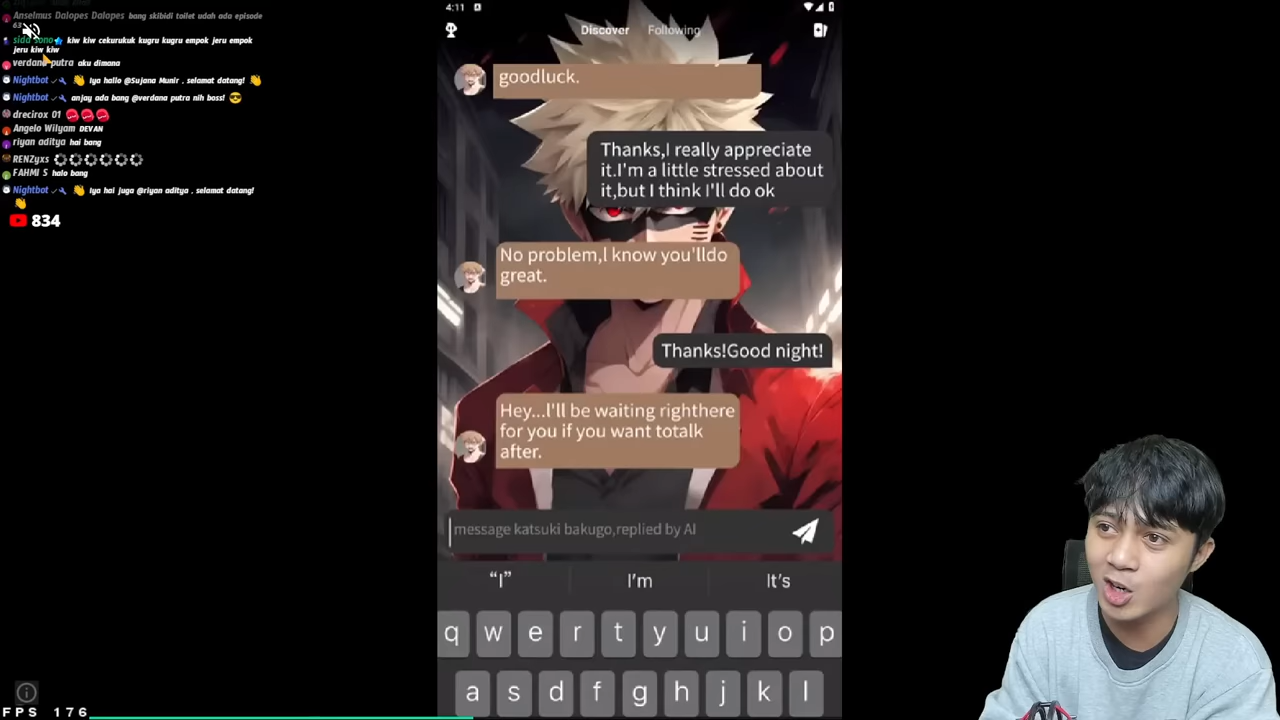 Anselmus Dalopes Dalopes bang skibidi toilet udah ada episode
63
sida sono kiw kiw cekurukuk kugru kugru empok jeru empok
jeru kiw kiw
verdana putra aku dimana
Nightbot Iya hallo @Sujana Munir , selamat datang!
Nightbot anjay ada bang @verdana putra nih boss!
drecirox 01
Angelo Wilyam DEVAN
riyan aditya hai bang
RENZyxs
FAHMI S halo bang
Nightbot Iya hai juga @riyan aditya , selamat datang!
834
4:11
Discover Following
goodluck.
Thanks,I really appreciate
it.I'm a little stressed about
it,but I think I'll do ok
No problem,l know you'lldo
great.
Thanks!Good night!
Hey...l'll be waiting righthere
for you if you want totalk
after.
message katsuki bakugo,replied by AI
“I” I'm It's
q w e r t y u i o p
a s d f g h j k l
FPS 176